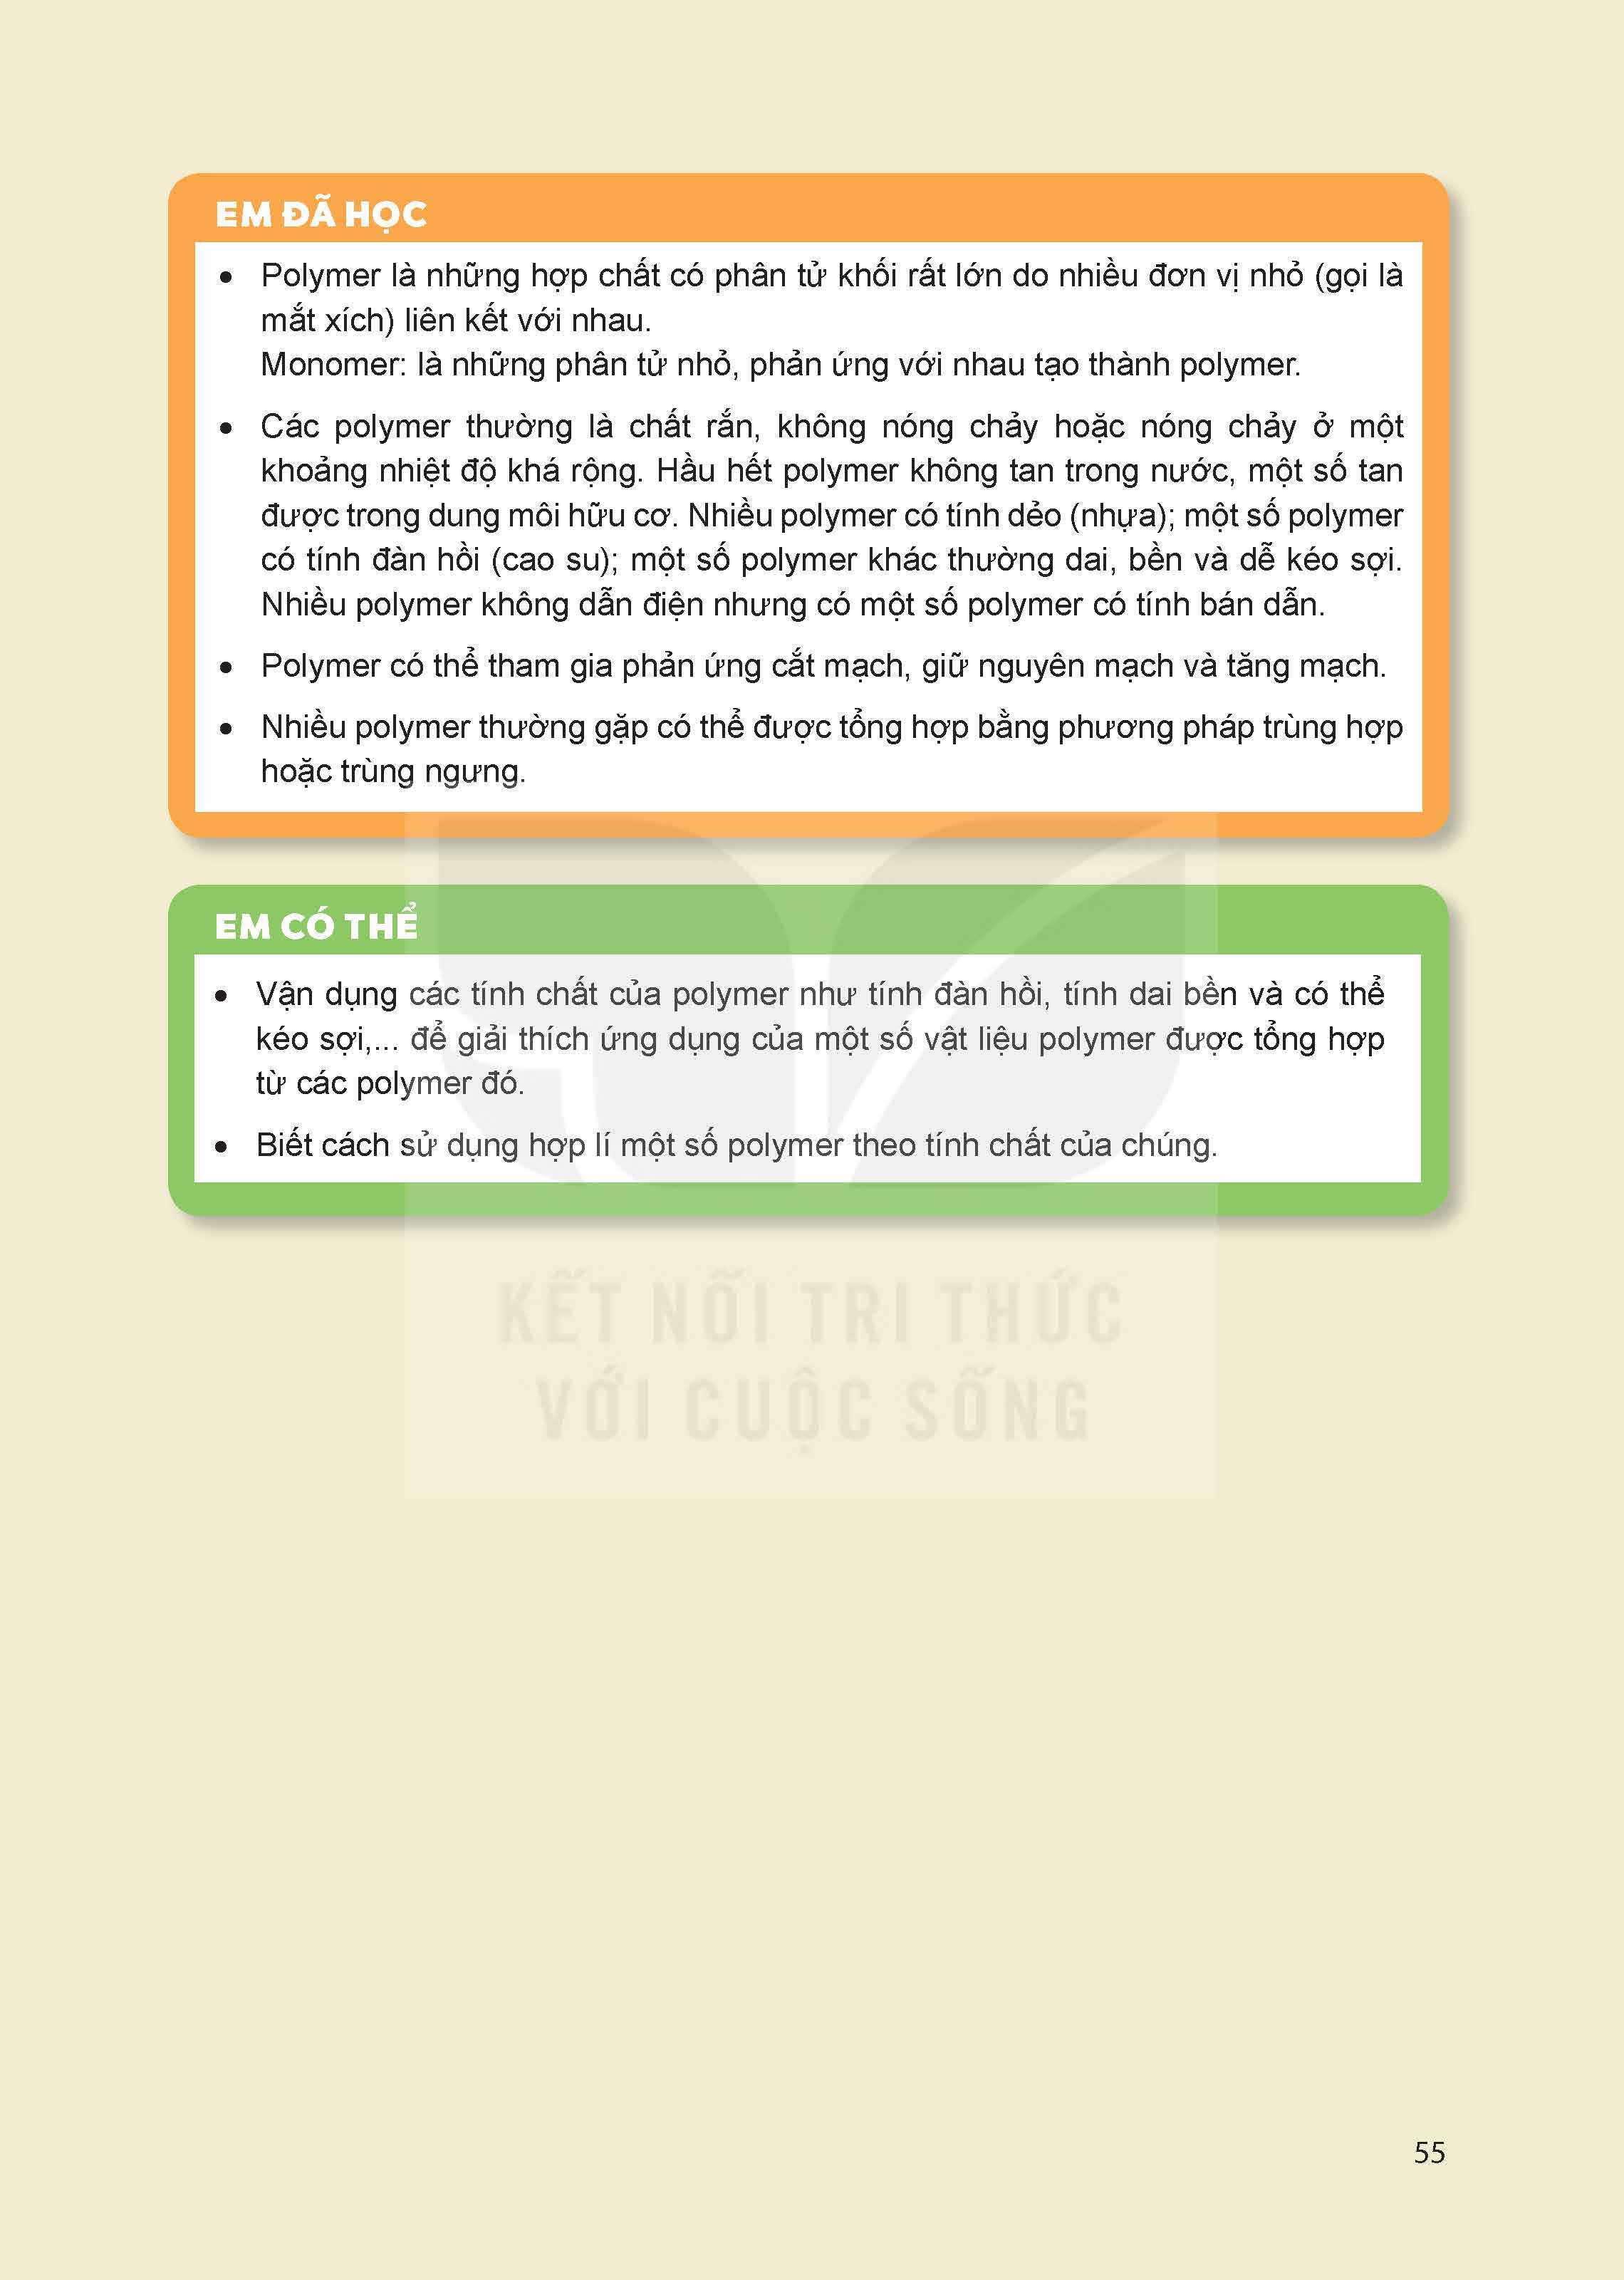 EM ĐÃ HỌC
• Polymer là những hợp chất có phân tử khối rất lớn do nhiều đơn vị nhỏ (gọi là
mắt xích) liên kết với nhau.
Monomer: là những phân tử nhỏ, phản ứng với nhau tạo thành polymer.
• Các polymer thường là chất rắn, không nóng chảy hoặc nóng chảy ở một
khoảng nhiệt độ khá rộng. Hầu hết polymer không tan trong nước, một số tan
được trong dung môi hữu cơ. Nhiều polymer có tính dẻo (nhựa); một số polymer
có tính đàn hồi (cao su); một số polymer khác thường dai, bền và dễ kéo sợi.
Nhiều polymer không dẫn điện nhưng có một số polymer có tính bán dẫn.
• Polymer có thể tham gia phản ứng cắt mạch, giữ nguyên mạch và tăng mạch.
• Nhiều polymer thường gặp có thể được tổng hợp bằng phương pháp trùng hợp
hoặc trùng ngưng.
EM CÓ THỂ
• Vận dụng các tính chất của polymer như tính đàn hồi, tính dai bền và có thể
kéo sợi,... để giải thích ứng dụng của một số vật liệu polymer được tổng hợp
từ các polymer đó.
• Biết cách sử dụng hợp lí một số polymer theo tính chất của chúng.
KẾT NỐI TRI THỨC
VỚI CUỘC SỐNG
55